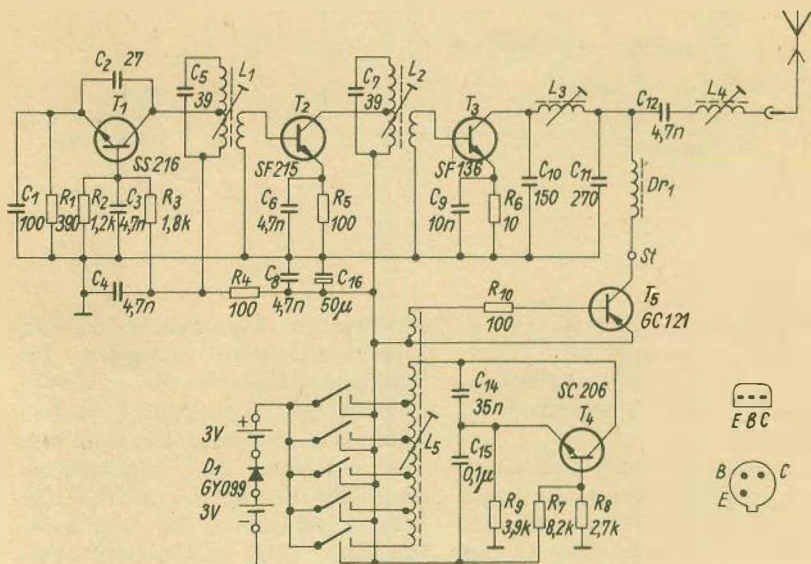 C2 27
T1
SS216
C5
39
L1
T2
SF215
C7
39
L2
T3
SF136
L3
C12
4,7n
L4
C1
100
R1
390
R2
1,2k
C3
4,7n
R3
1,8k
C6
4,7n
R5
100
C9
10n
R6
10
C10
150
C11
270
Dr1
St
C4
4,7n
R4
100
C8
4,7n
C16
50µ
R10
100
T5
GC121
+
3V
D1
GY099
3V
−
L5
C14
35n
C15
0,1µ
SC206
T4
R9
3,9k
R7
8,2k
R8
2,7k
E B C
B C
E